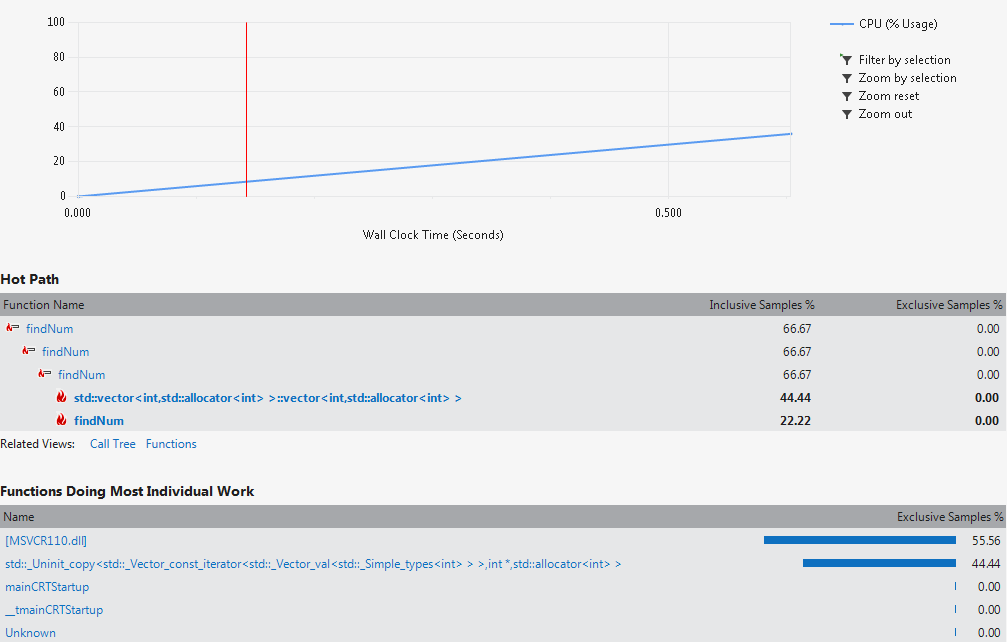 100
CPU (% Usage)
80
Filter by selection
Zoom by selection
60
Zoom reset
Zoom out
40
20
0
0.000 0.500
Wall Clock Time (Seconds)
Hot Path
Function Name Inclusive Samples % Exclusive Samples %
findNum 66.67 0.00
findNum 66.67 0.00
findNum 66.67 0.00
std::vector<int,std::allocator<int> >::vector<int,std::allocator<int> > 44.44 0.00
findNum 22.22 0.00
Related Views: Call Tree Functions
Functions Doing Most Individual Work
Name Exclusive Samples %
[MSVCR110.dll] 55.56
std::_Uninit_copy<std::_Vector_const_iterator<std::_Vector_val<std::_Simple_types<int> > >,int *,std::allocator<int> > 44.44
mainCRTStartup 0.00
__tmainCRTStartup 0.00
Unknown 0.00